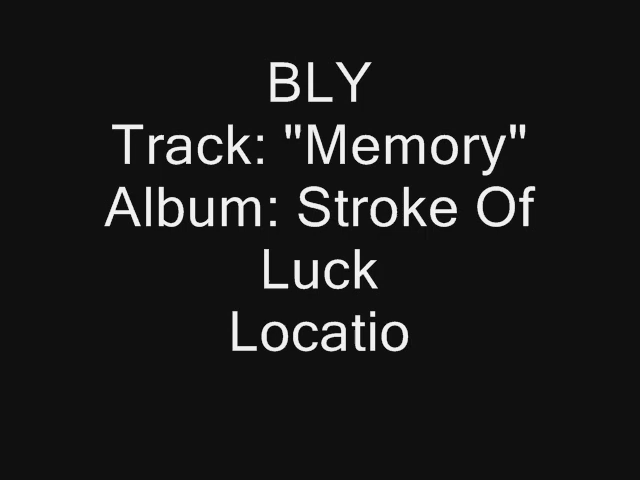 BLY
Track: "Memory"
Album: Stroke Of
Luck
Locatio